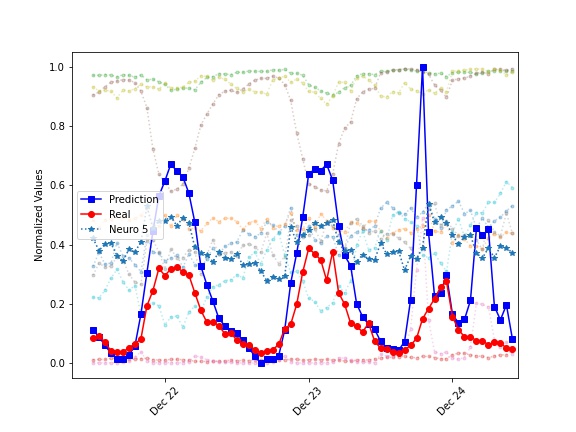 1.0
0.8
0.6
0.4
0.2
0.0
Normalized Values
Prediction
Real
Neuro 5
Dec 22
Dec 23
Dec 24